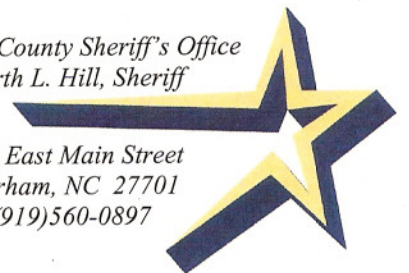 County Sheriff's Office
rth L. Hill, Sheriff
East Main Street
rham, NC 27701
(919)560-0897